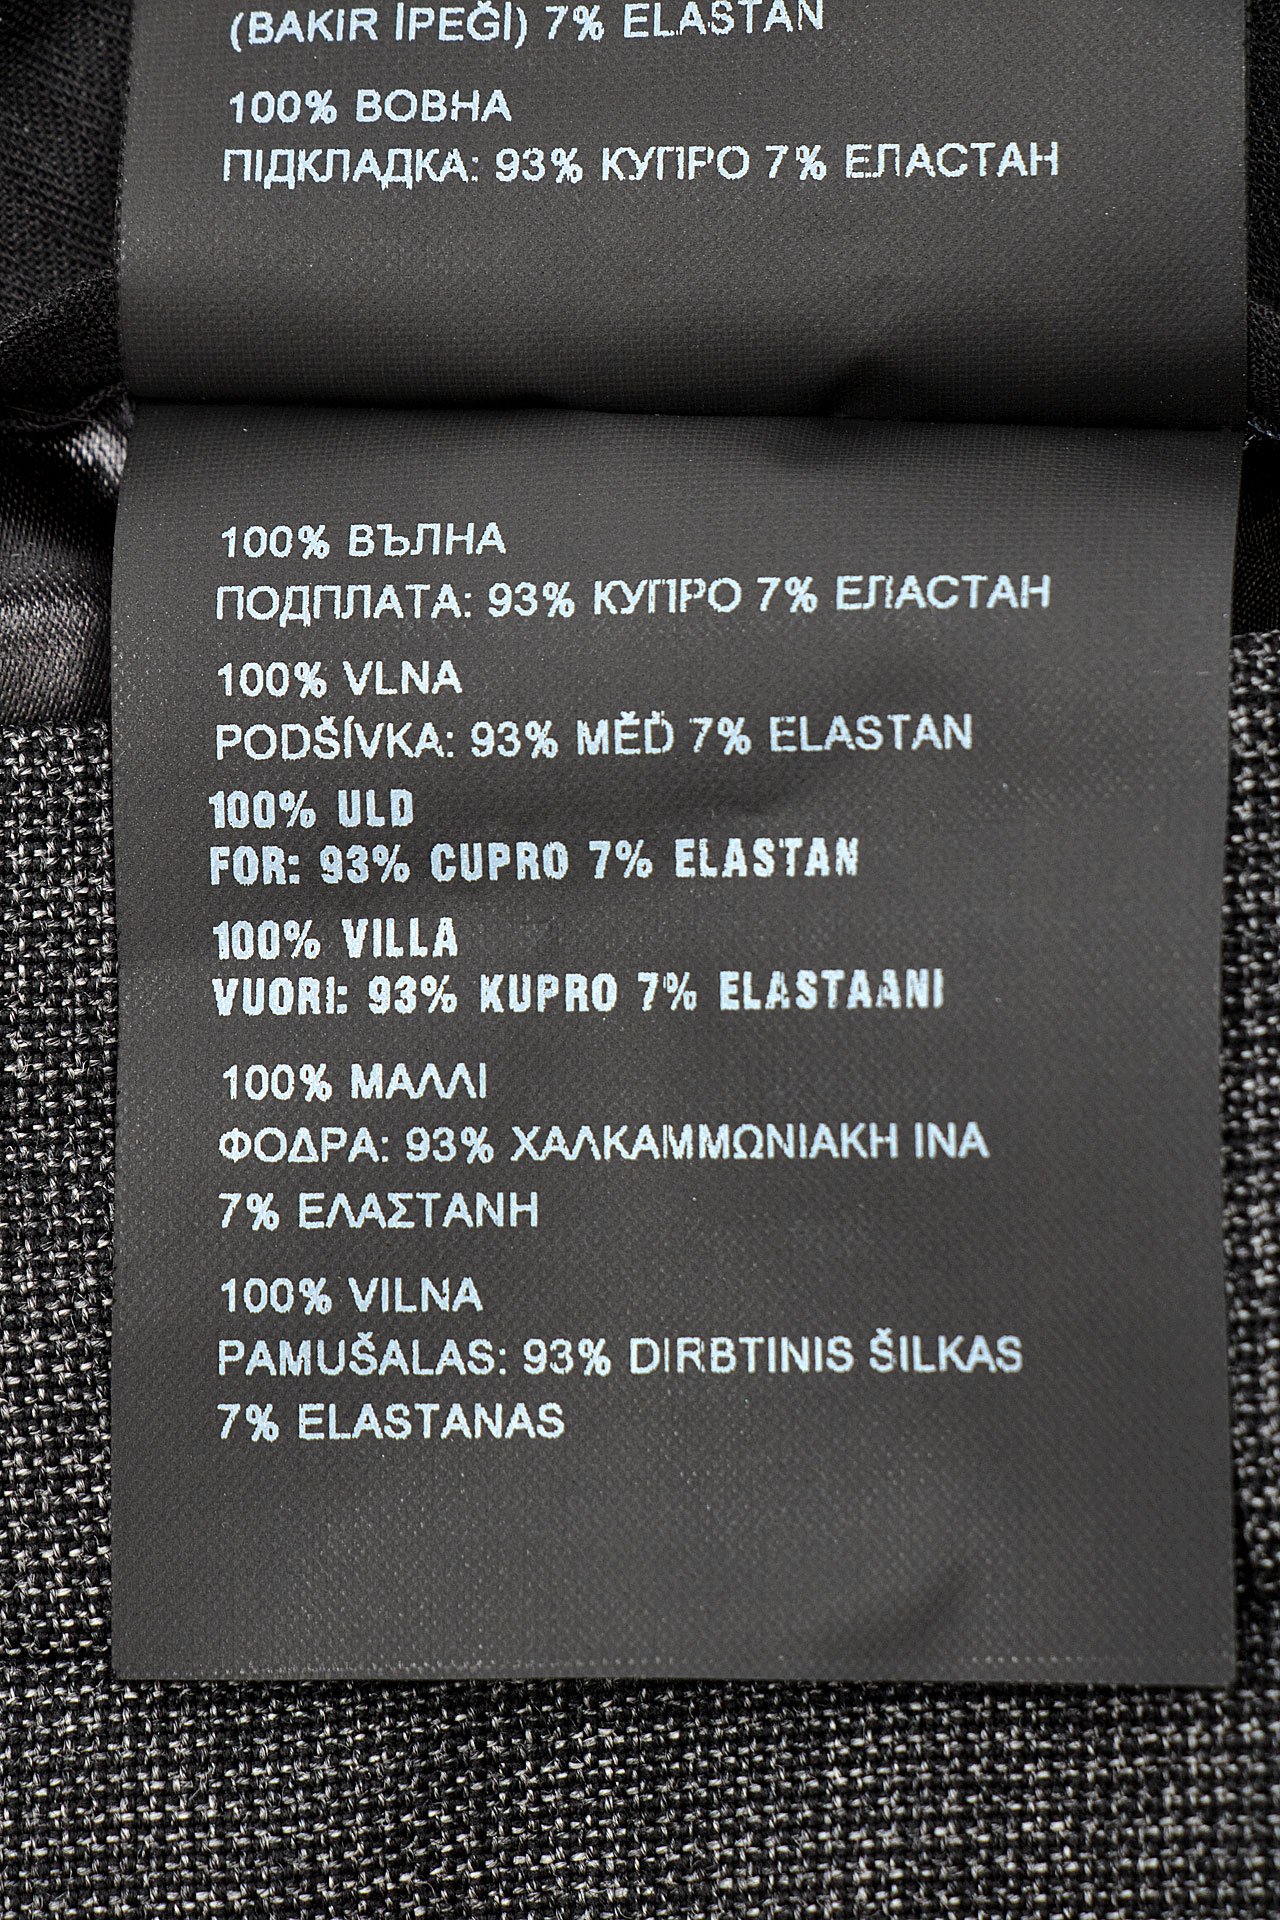 (BAKIR İPEĞİ) 7% ELASTAN
100% ВОВНА
ПІДКЛАДКА: 93% КУПРО 7% ЕЛАСТАН
100% ВЪЛНА
ПОДПЛАТА: 93% КУПРО 7% ЕЛАСТАН
100% VLNA
PODŠÍVKA: 93% MĚĎ 7% ELASTAN
100% ULD
FOR: 93% CUPRO 7% ELASTAN
100% VILLA
VUORI: 93% KUPRO 7% ELASTAANI
100% ΜΑΛΛΙ
ΦΟΔΡΑ: 93% ΧΑΛΚΑΜΜΩΝΙΑΚΗ ΙΝΑ
7% ΕΛΑΣΤΑΝΗ
100% VILNA
PAMUŠALAS: 93% DIRBTINIS ŠILKAS
7% ELASTANAS